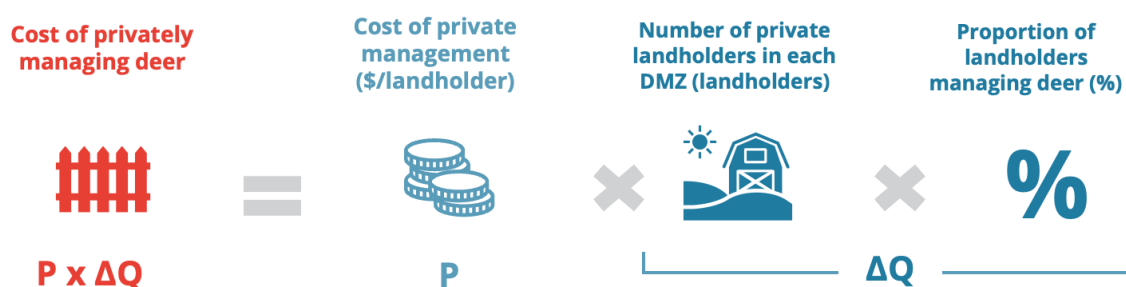 Cost of privately
managing deer
Cost of private
management
($/landholder)
Number of private
landholders in each
DMZ (landholders)
Proportion of
landholders
managing deer (%)
=
×
×
%
P x ΔQ
P
ΔQ